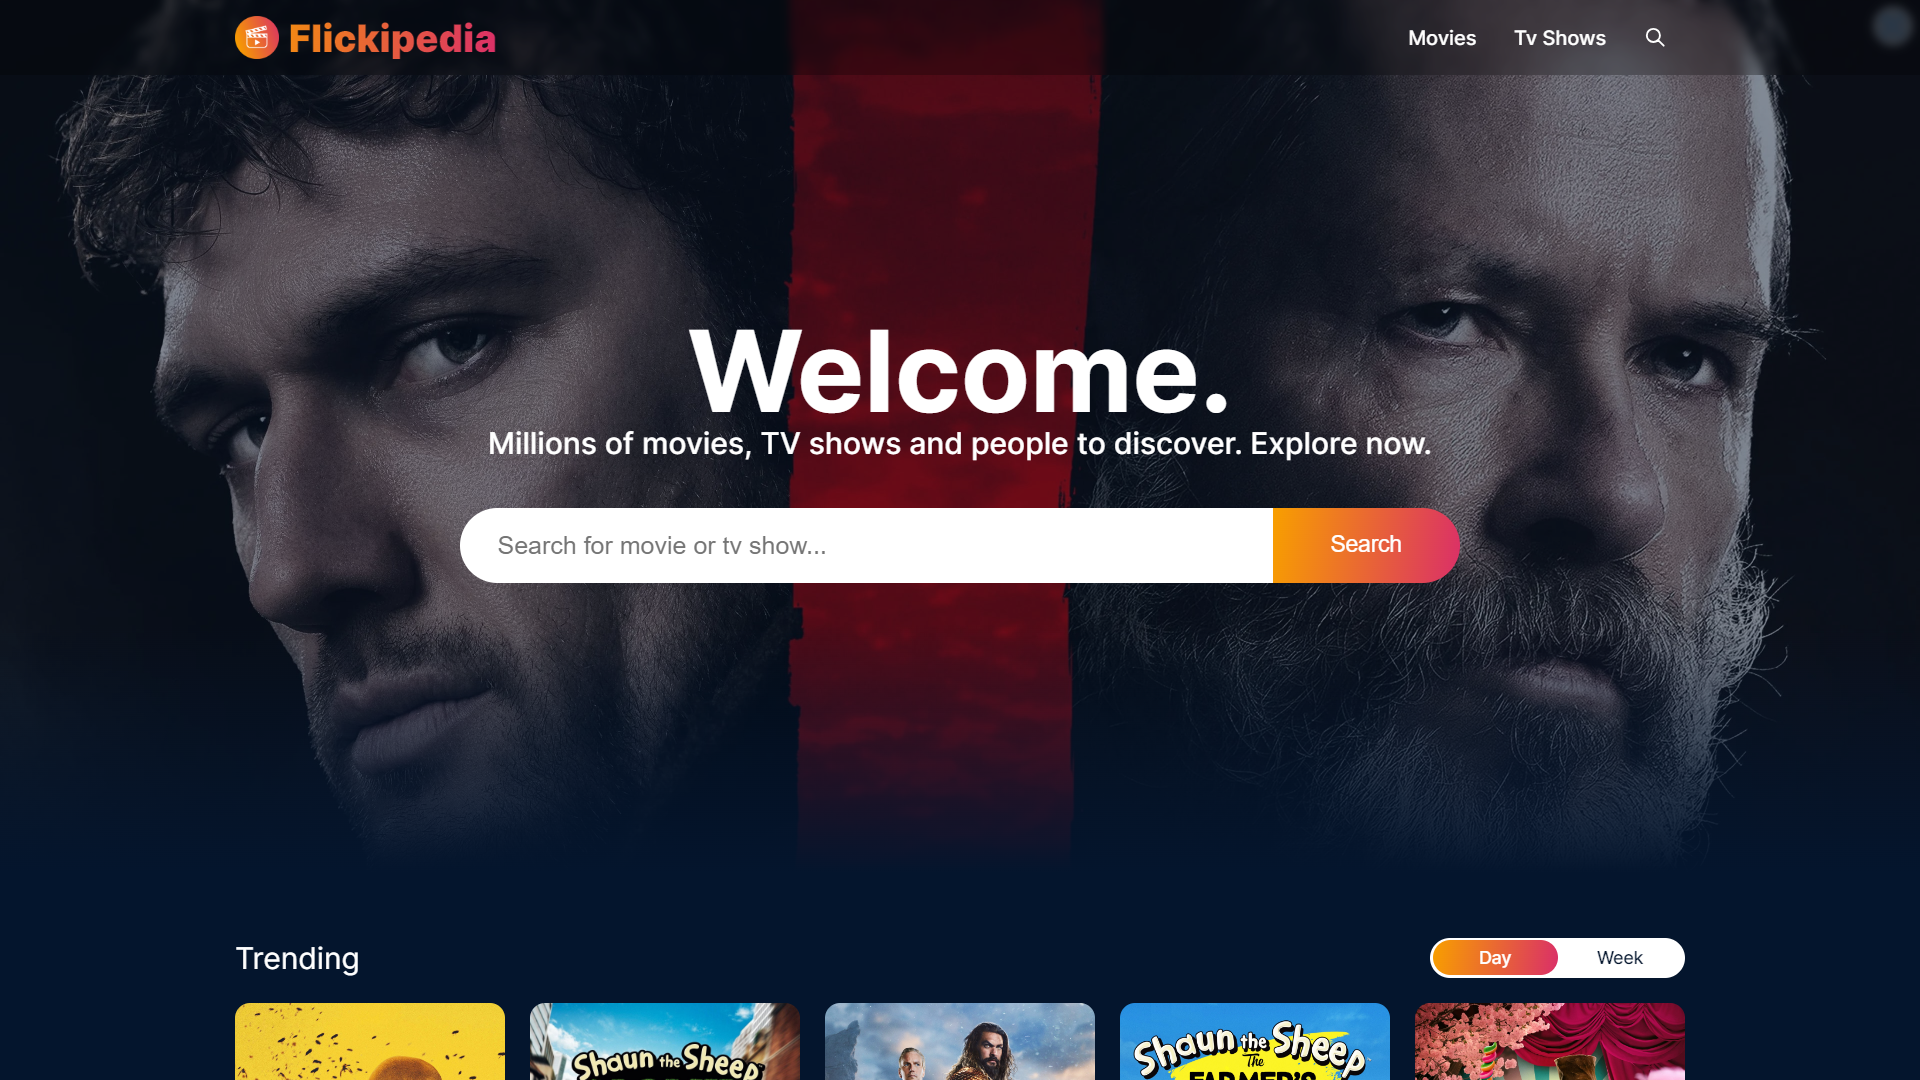 Flickipedia
Movies
Tv Shows
Welcome.
Millions of movies, TV shows and people to discover. Explore now.
Search for movie or tv show...
Search
Trending
Day
Week
Shaun the Sheep
Shaun the Sheep
The
FARMER'S